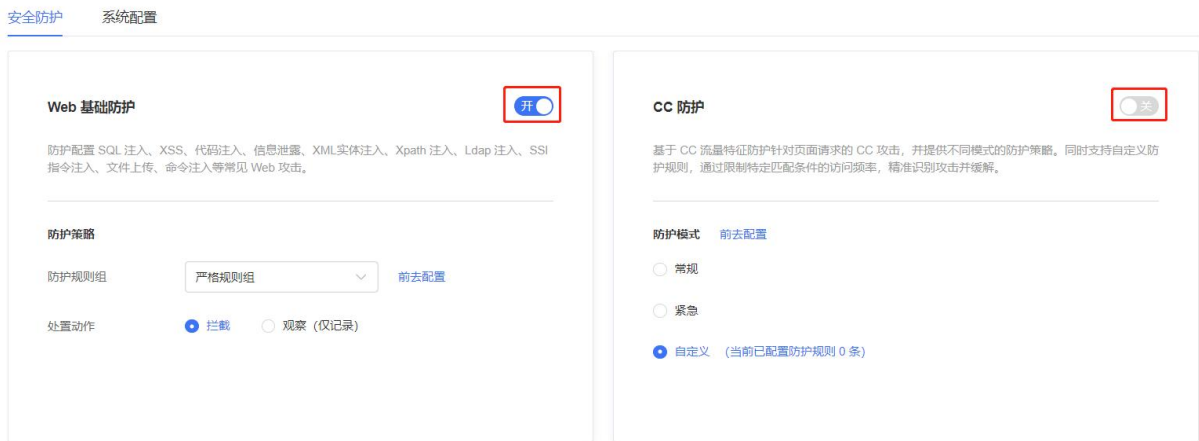 安全防护 系统配置
Web 基础防护 开
防护配置 SQL 注入、XSS、代码注入、信息泄露、XML实体注入、Xpath 注入、Ldap 注入、SSI
指令注入、文件上传、命令注入等常见 Web 攻击。
防护策略
防护规则组 严格规则组 前去配置
处置动作 拦截 观察（仅记录）
CC 防护 关
基于 CC 流量特征防护针对页面请求的 CC 攻击，并提供不同模式的防护策略。同时支持自定义防
护规则，通过限制特定匹配条件的访问频率，精准识别攻击并缓解。
防护模式 前去配置
常规
紧急
自定义 （当前已配置防护规则 0 条）